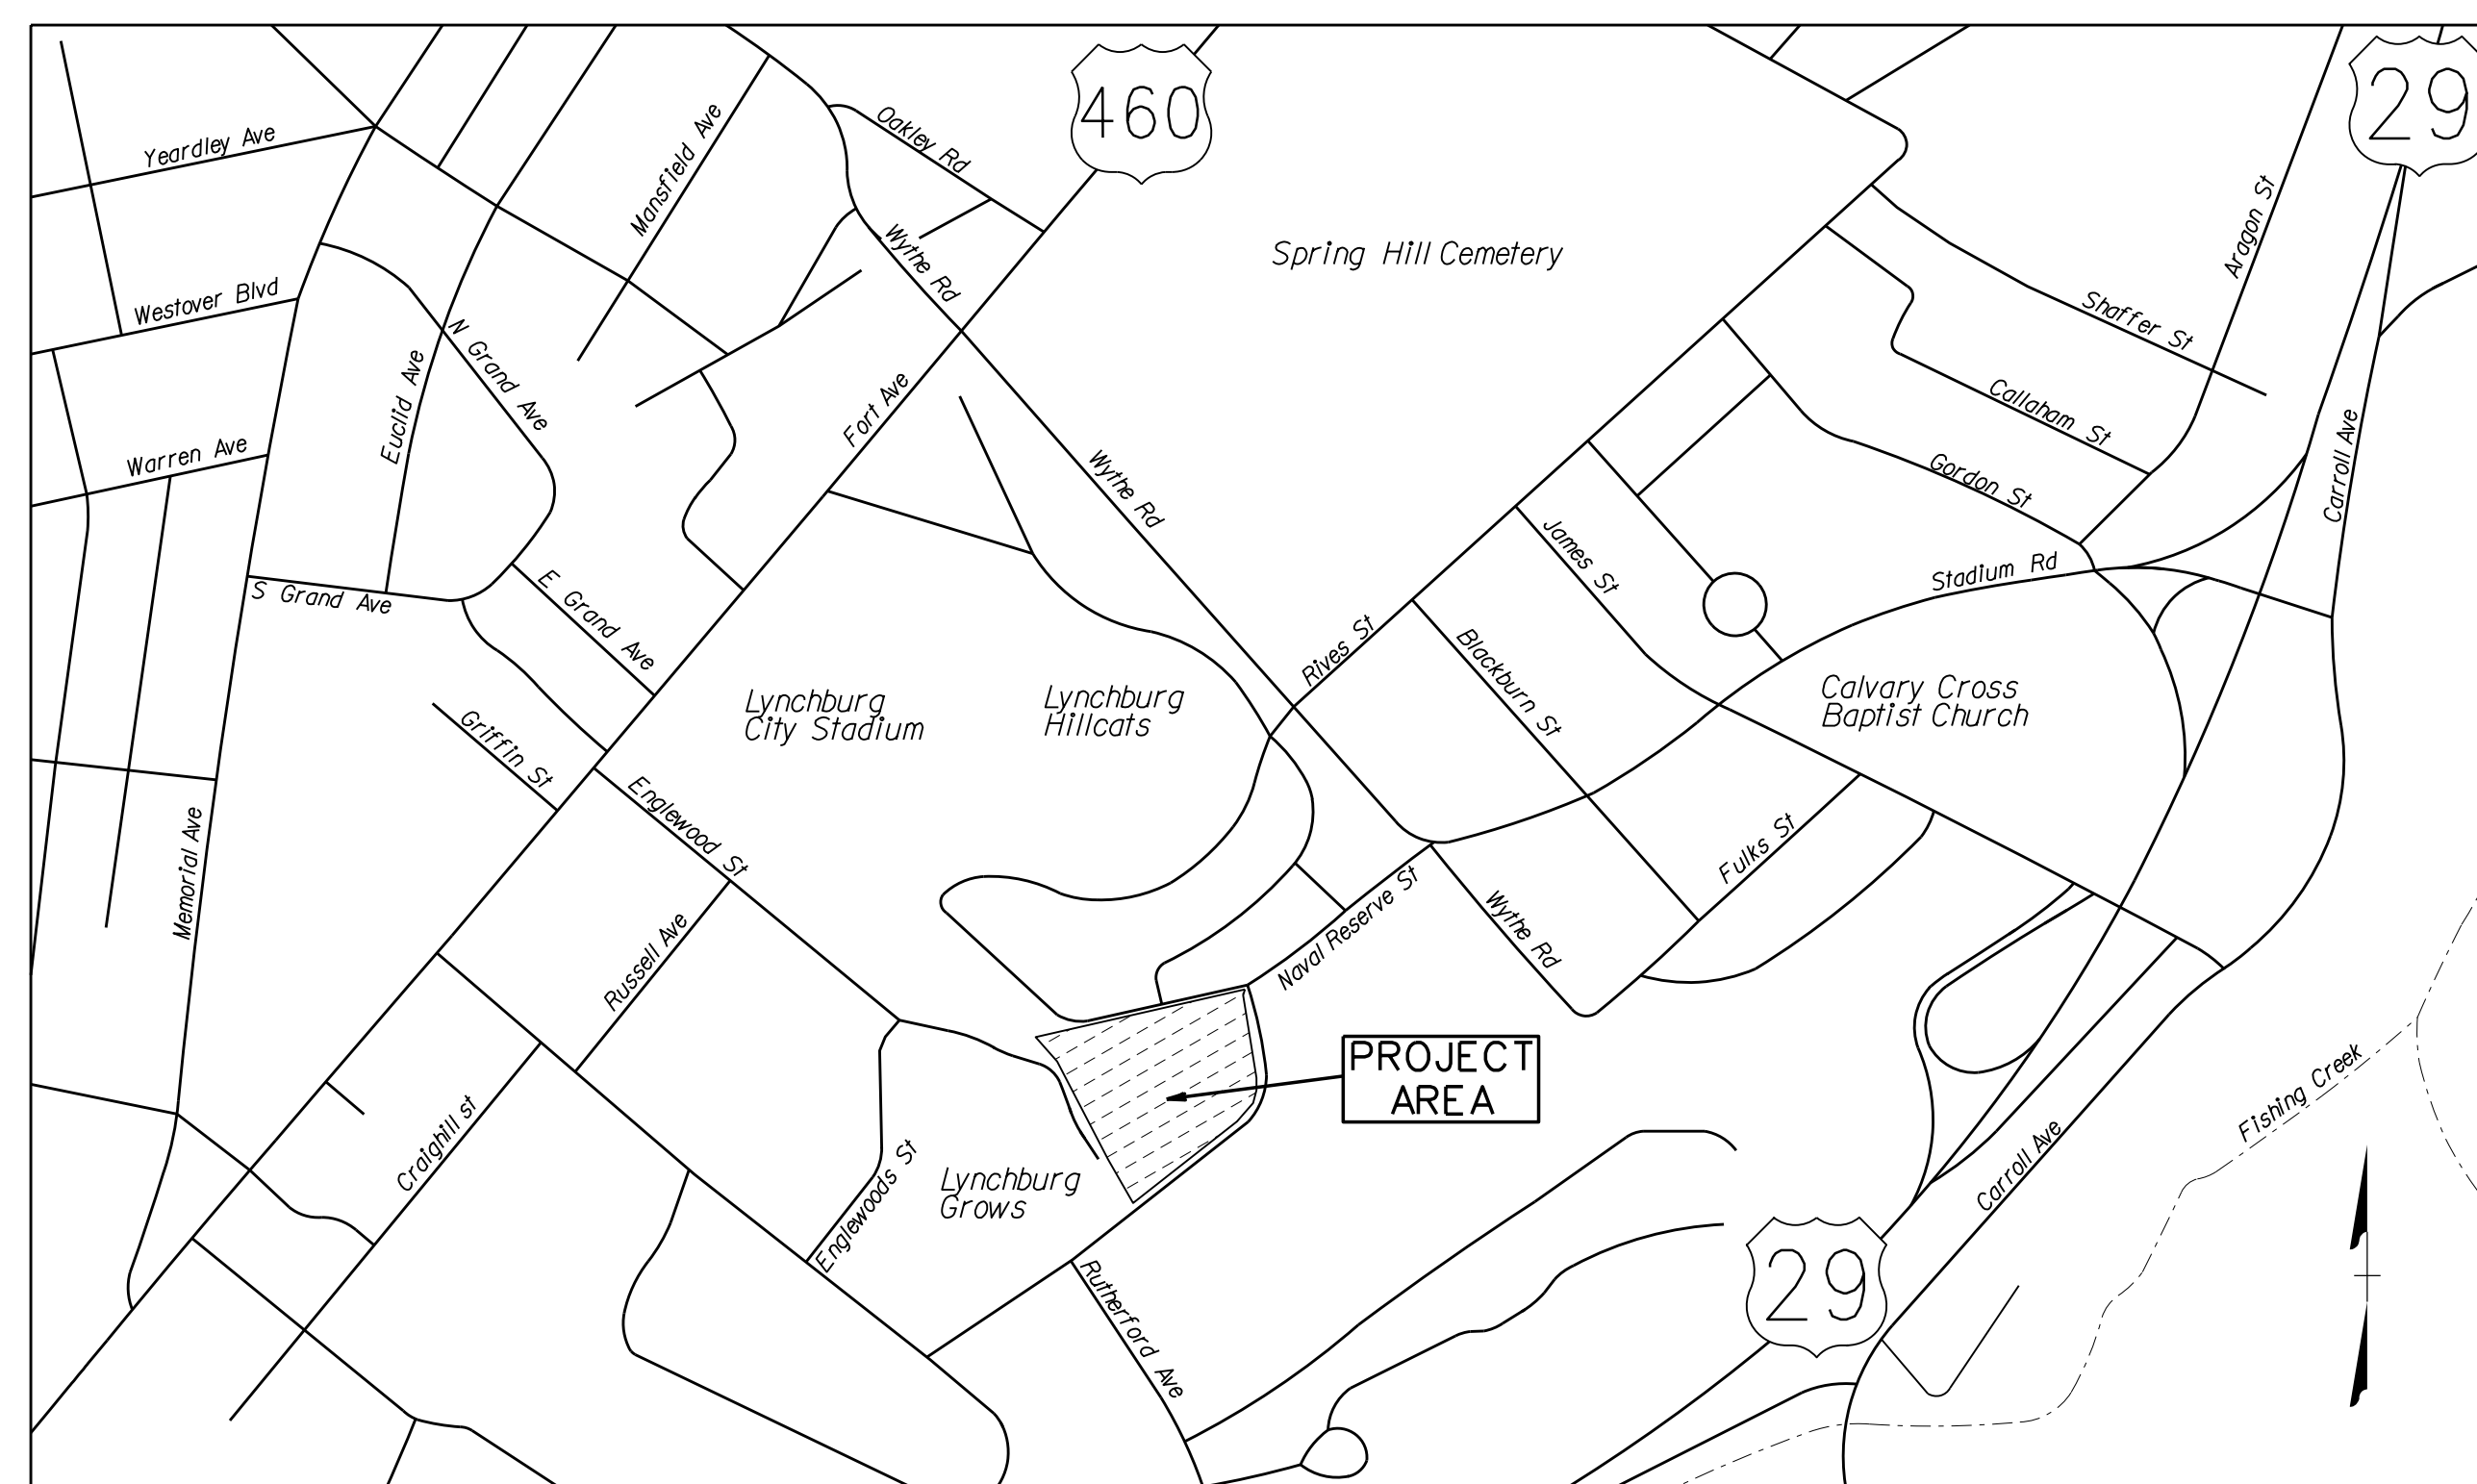 460
29
Yeardley Ave
Mansfield Ave
Oakley Rd
Aragon St
Wythe Rd
Spring Hill Cemetery
Westover Blvd
N Grand Ave
Shaffer St
Euclid Ave
Fort Ave
Callaham St
Warren Ave
Carroll Ave
Wythe Rd
Gordon St
James St
Stadium Rd
S Grand Ave
E Grand Ave
Rives St
Blackburn St
Lynchburg
City Stadium
Lynchburg
Hillcats
Calvary Cross
Baptist Church
Griffin St
Englewood St
Memorial Ave
Fulks St
Russell Ave
Naval Reserve St
Wythe Rd
PROJECT
AREA
Craighill st
Fishing Creek
Englewoods St
Lynchburg
Grows
Carroll Ave
Rutherford Ave
29